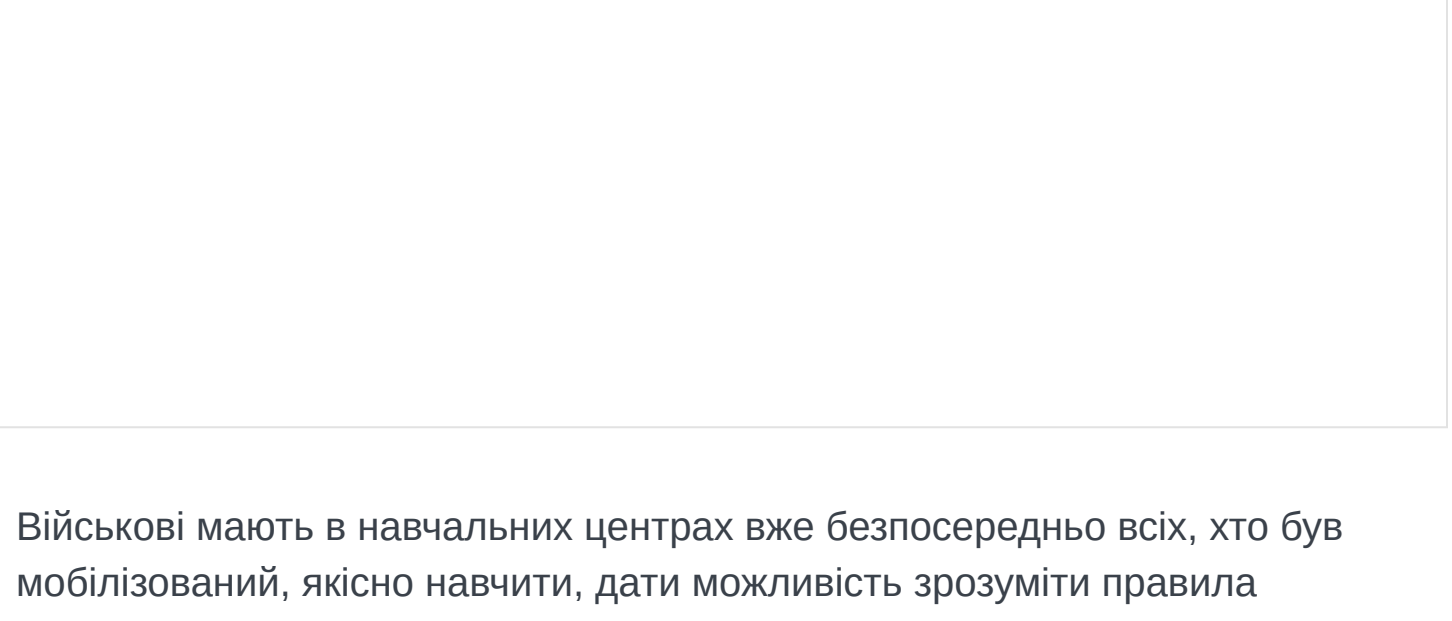 Військові мають в навчальних центрах вже безпосередньо всіх, хто був
мобілізований, якісно навчити, дати можливість зрозуміти правила